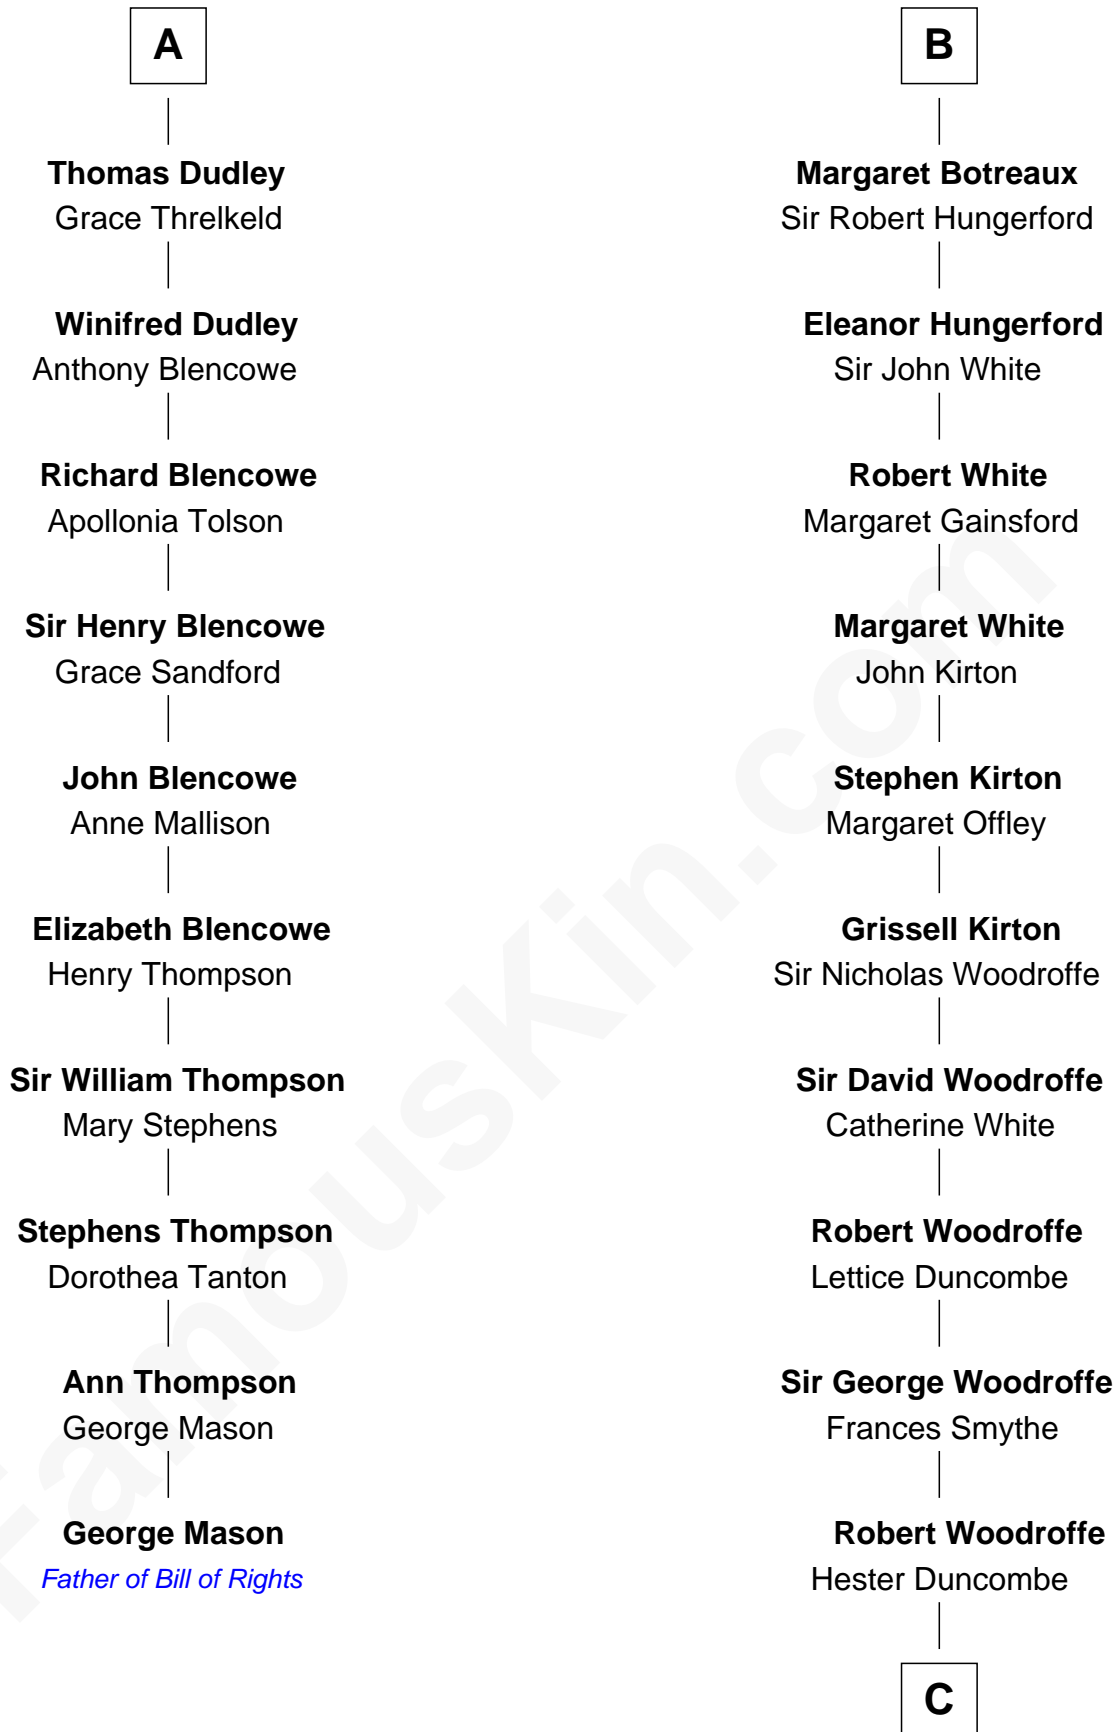 A
Thomas Dudley
Grace Threlkeld
Winifred Dudley
Anthony Blencowe
Richard Blencowe
Apollonia Tolson
Sir Henry Blencowe
Grace Sandford
John Blencowe
Anne Mallison
Elizabeth Blencowe
Henry Thompson
Sir William Thompson
Mary Stephens
Stephens Thompson
Dorothea Tanton
Ann Thompson
George Mason
George Mason
Father of Bill of Rights
B
Margaret Botreaux
Sir Robert Hungerford
Eleanor Hungerford
Sir John White
Robert White
Margaret Gainsford
Margaret White
John Kirton
Stephen Kirton
Margaret Offley
Grissell Kirton
Sir Nicholas Woodroffe
Sir David Woodroffe
Catherine White
Robert Woodroffe
Lettice Duncombe
Sir George Woodroffe
Frances Smythe
Robert Woodroffe
Hester Duncombe
C
FamousKin.com